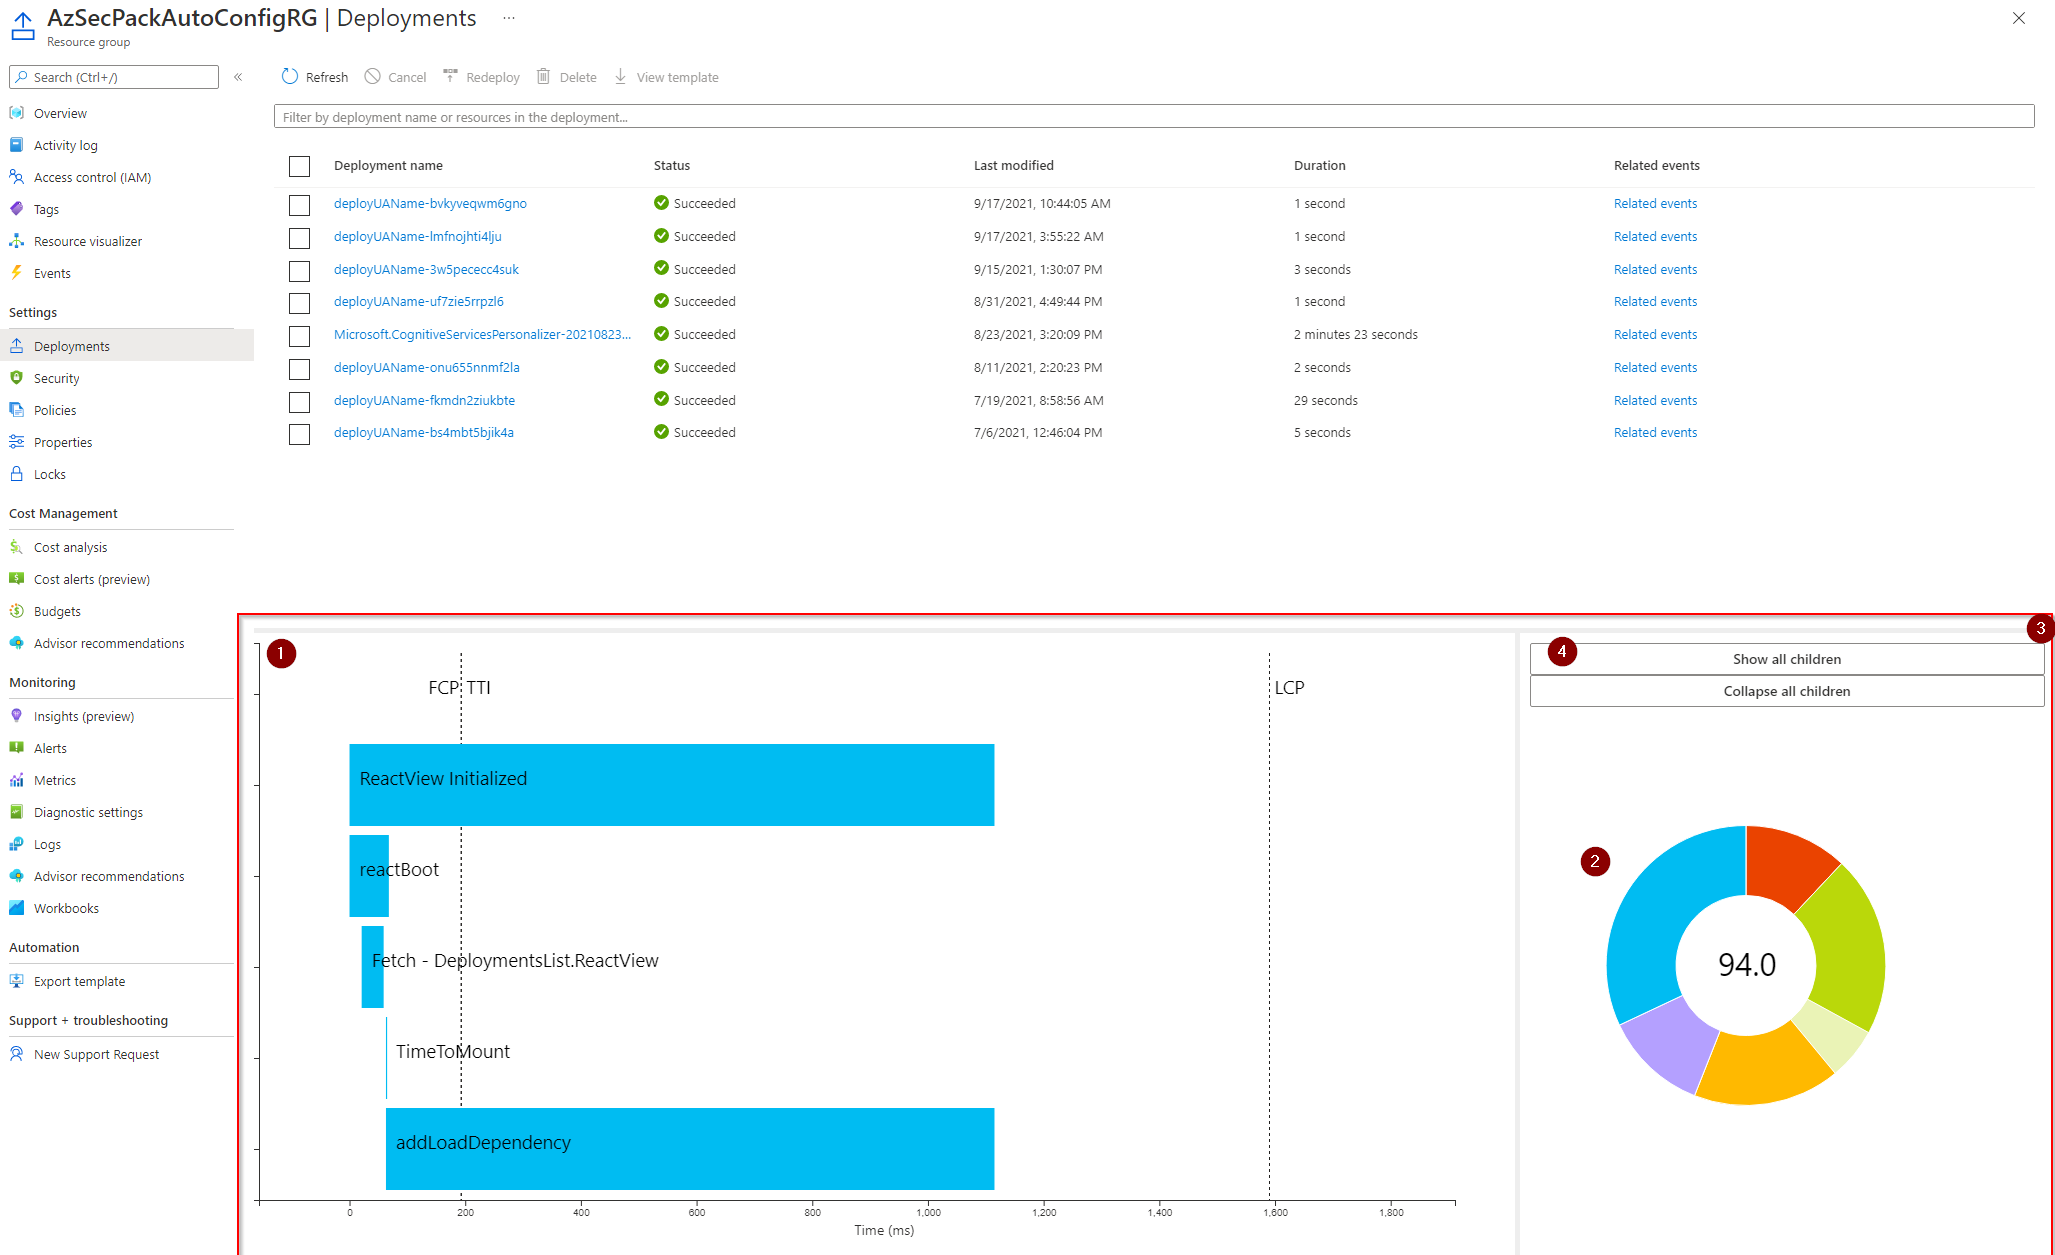 AzSecPackAutoConfigRG | Deployments ...
Resource group
Search (Ctrl+/) «
Overview
Activity log
Access control (IAM)
Tags
Resource visualizer
Events
Settings
Deployments
Security
Policies
Properties
Locks
Cost Management
Cost analysis
Cost alerts (preview)
Budgets
Advisor recommendations
Monitoring
Insights (preview)
Alerts
Metrics
Diagnostic settings
Logs
Advisor recommendations
Workbooks
Automation
Export template
Support + troubleshooting
New Support Request
Refresh Cancel Redeploy Delete View template
Filter by deployment name or resources in the deployment...
Deployment name Status Last modified Duration Related events
deployUAName-bvkyveqwm6gno Succeeded 9/17/2021, 10:44:05 AM 1 second Related events
deployUAName-lmfnojhti4lju Succeeded 9/17/2021, 3:55:22 AM 1 second Related events
deployUAName-3w5pececc4suk Succeeded 9/15/2021, 1:30:07 PM 3 seconds Related events
deployUAName-uf7zie5rrpzl6 Succeeded 8/31/2021, 4:49:44 PM 1 second Related events
Microsoft.CognitiveServicesPersonalizer-20210823... Succeeded 8/23/2021, 3:20:09 PM 2 minutes 23 seconds Related events
deployUAName-onu655nnmf2la Succeeded 8/11/2021, 2:20:23 PM 2 seconds Related events
deployUAName-fkmdn2ziukbte Succeeded 7/19/2021, 8:58:56 AM 29 seconds Related events
deployUAName-bs4mbt5bjik4a Succeeded 7/6/2021, 12:46:04 PM 5 seconds Related events
1
FCP TTI LCP
ReactView Initialized
reactBoot
Fetch - DeploymentsList.ReactView
TimeToMount
addLoadDependency
0 200 400 600 800 1,000 1,200 1,400 1,600 1,800
Time (ms)
3
4 Show all children
Collapse all children
2
94.0